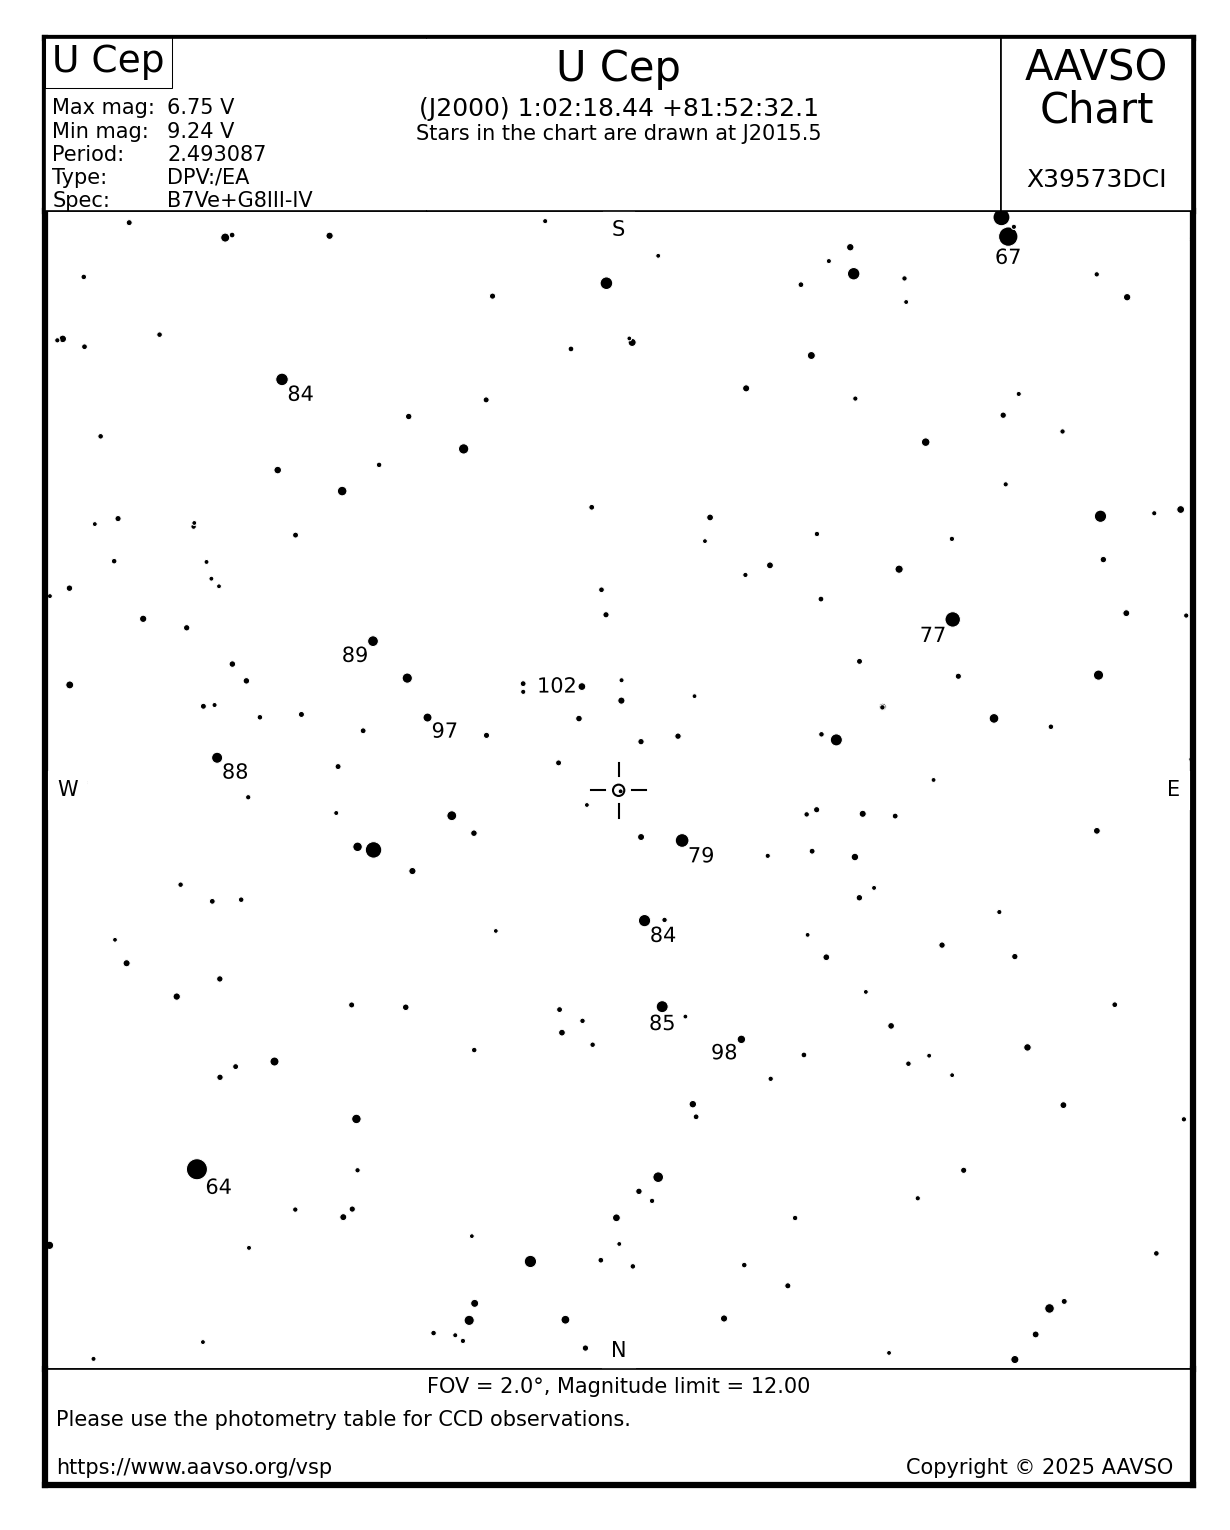 U Cep
Max mag: 6.75 V
Min mag: 9.24 V
Period: 2.493087
Type: DPV:/EA
Spec: B7Ve+G8III-IV
U Cep
(J2000) 1:02:18.44 +81:52:32.1
Stars in the chart are drawn at J2015.5
AAVSO
Chart
X39573DCI
S
67
84
77
89
102
97
88
W
E
79
84
85
98
64
N
FOV = 2.0°, Magnitude limit = 12.00
Please use the photometry table for CCD observations.
https://www.aavso.org/vsp
Copyright © 2025 AAVSO